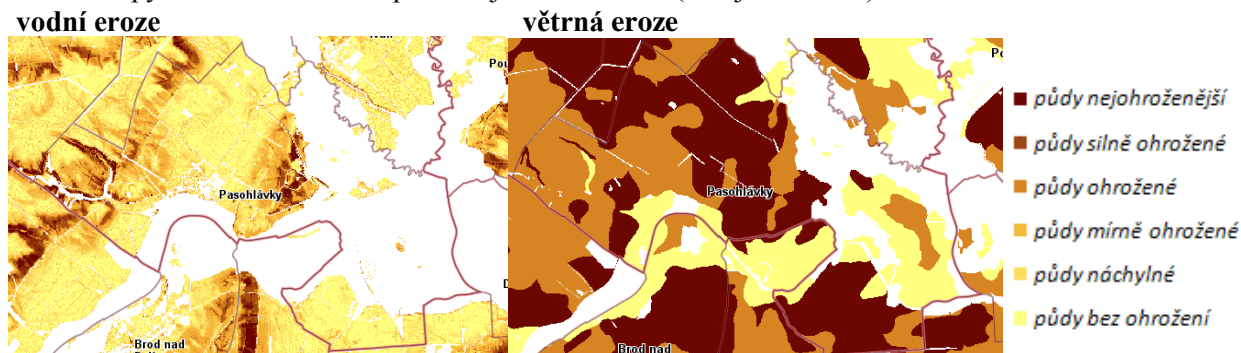 vodní eroze
větrná eroze
Pasohlávky
Brod nad
Pasohlávky
Brod nad
půdy nejohroženější
půdy silně ohrožené
půdy ohrožené
půdy mírně ohrožené
půdy náchylné
půdy bez ohrožení